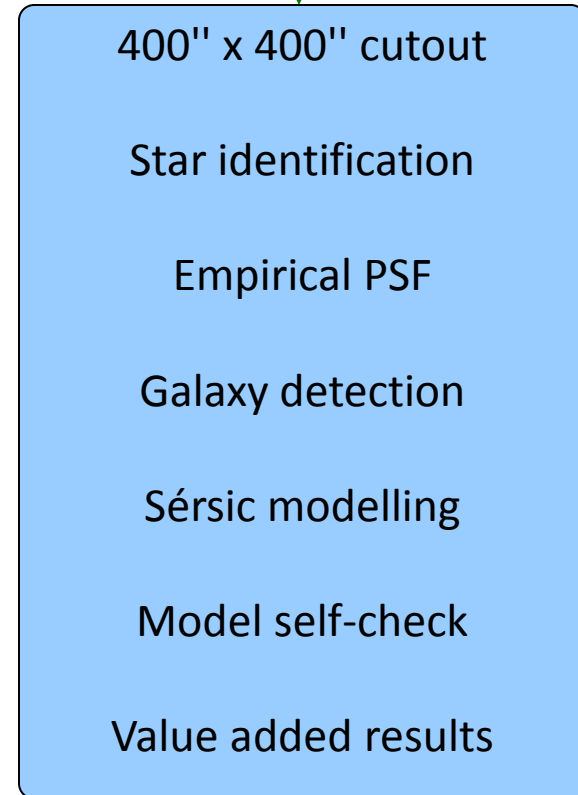 400'' x 400'' cutout
Star identification
Empirical PSF
Galaxy detection
Sérsic modelling
Model self-check
Value added results